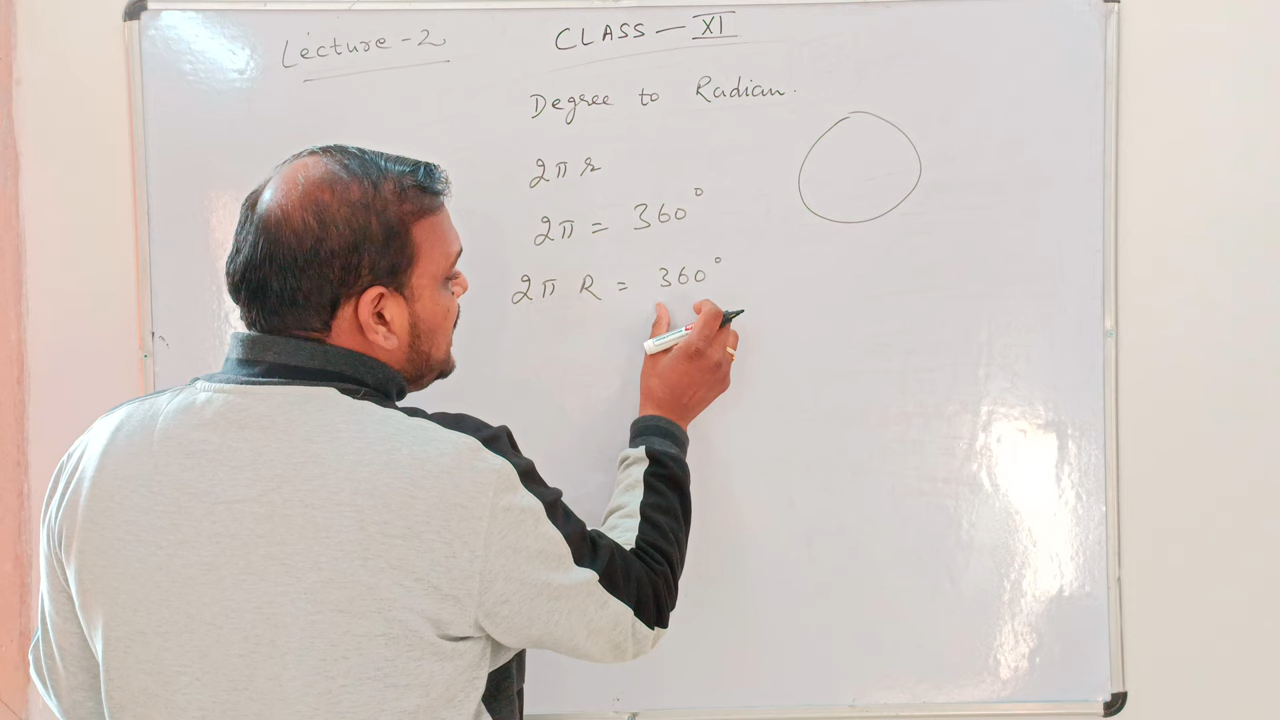 Lecture-2
CLASS — XI
Degree to Radian.
2π r
2π = 360°
2π R = 360°